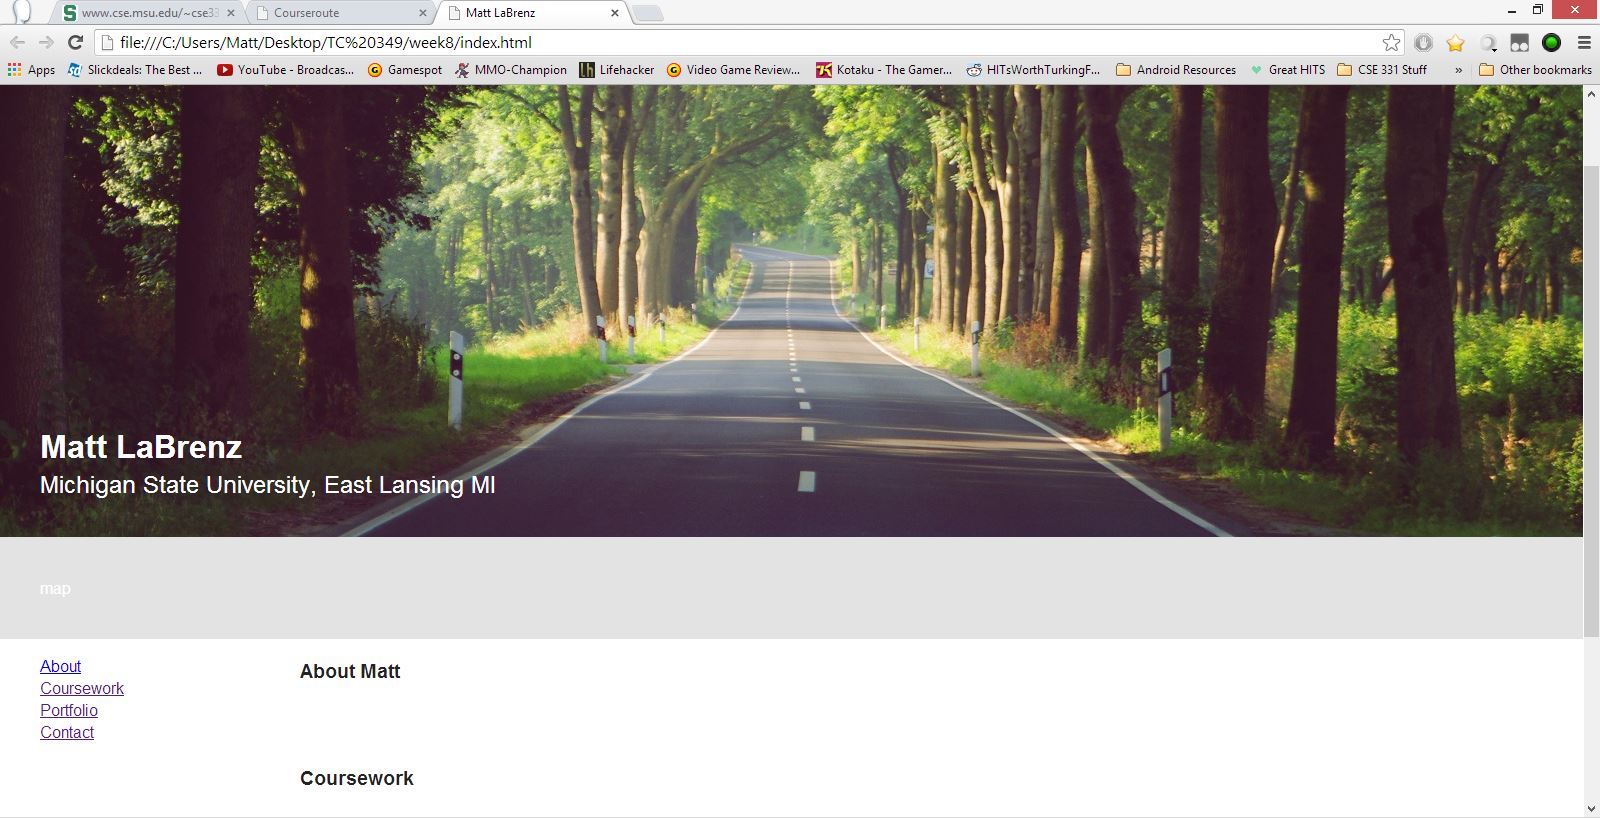 www.cse.msu.edu/~cse33
Courseroute
Matt LaBrenz
file:///C:/Users/Matt/Desktop/TC%20349/week8/index.html
Apps
Slickdeals: The Best ...
YouTube - Broadcas...
Gamespot
MMO-Champion
lh
Lifehacker
Video Game Review...
Kotaku - The Gamer...
HITsWorthTurkingF...
Android Resources
Great HITS
CSE 331 Stuff
»
Other bookmarks
Matt LaBrenz
Michigan State University, East Lansing MI
map
About
Coursework
Portfolio
Contact
About Matt
Coursework